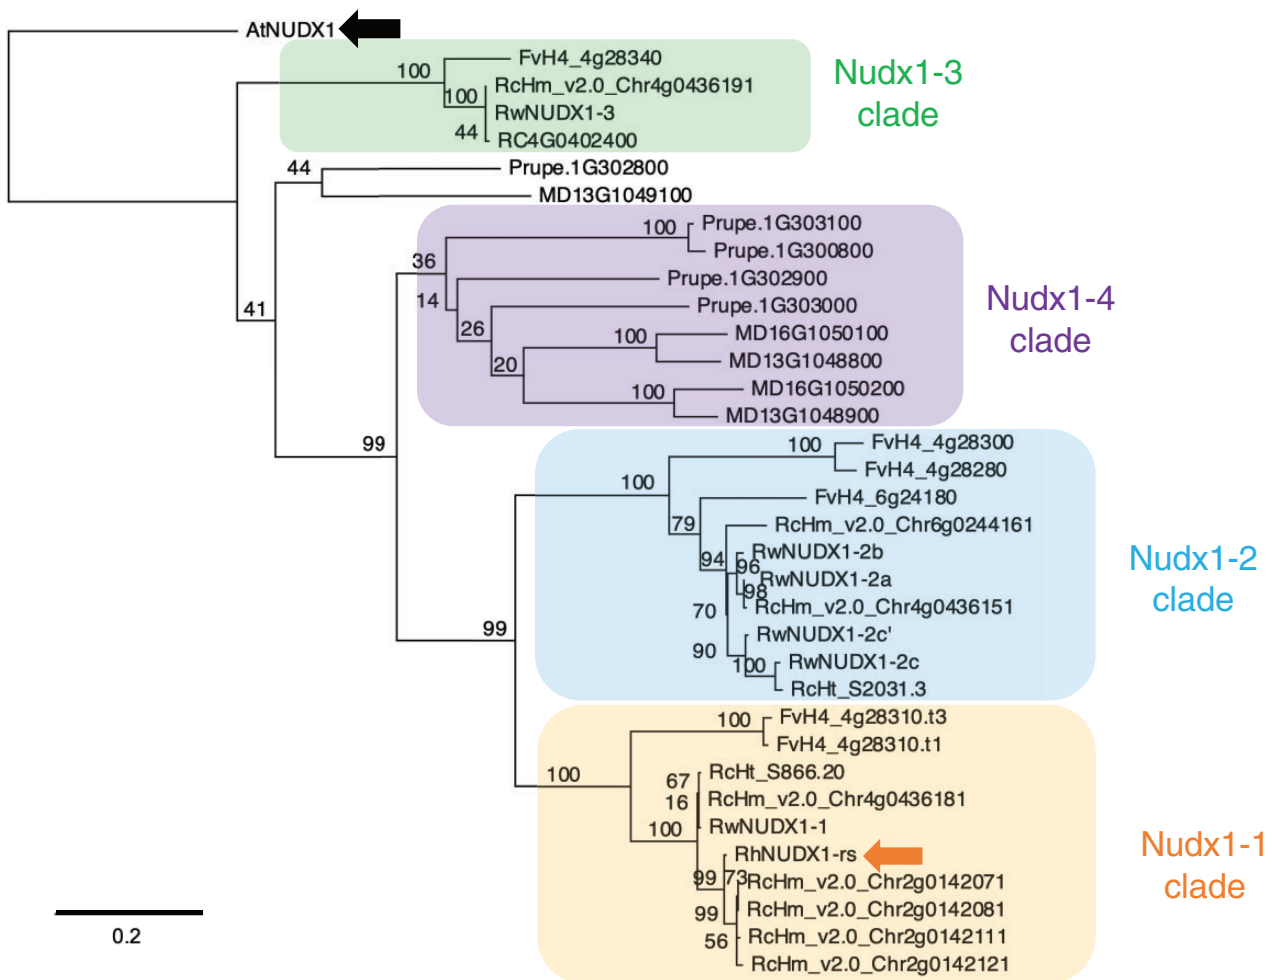 AtNUDX1
FvH4_4g28340
100
RcHm_v2.0_Chr4g0436191
100
RwNUDX1-3
44
RC4G0402400
Nudx1-3
clade
44
Prupe.1G302800
MD13G1049100
Prupe.1G303100
100
Prupe.1G300800
36
Prupe.1G302900
14
Prupe.1G303000
26
MD16G1050100
100
MD13G1048800
20
MD16G1050200
100
MD13G1048900
Nudx1-4
clade
41
99
FvH4_4g28300
100
FvH4_4g28280
100
FvH4_6g24180
79
RcHm_v2.0_Chr6g0244161
94
RwNUDX1-2b
96
RwNUDX1-2a
98
RcHm_v2.0_Chr4g0436151
70
RwNUDX1-2c'
90
RwNUDX1-2c
100
RcHt_S2031.3
Nudx1-2
clade
99
FvH4_4g28310.t3
100
FvH4_4g28310.t1
100
RcHt_S866.20
67
RcHm_v2.0_Chr4g0436181
16
RwNUDX1-1
100
RhNUDX1-rs
99
73
RcHm_v2.0_Chr2g0142071
RcHm_v2.0_Chr2g0142081
99
RcHm_v2.0_Chr2g0142111
56
RcHm_v2.0_Chr2g0142121
Nudx1-1
clade
0.2